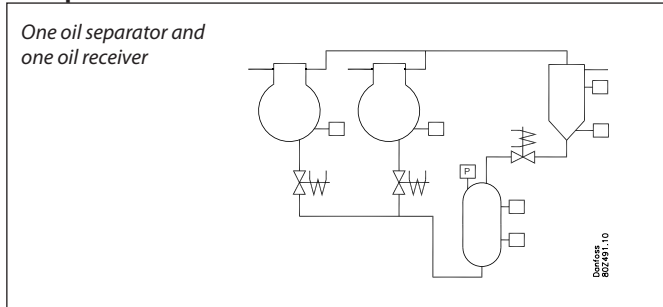 One oil separator and
one oil receiver
P
Danfoss
80Z491.10